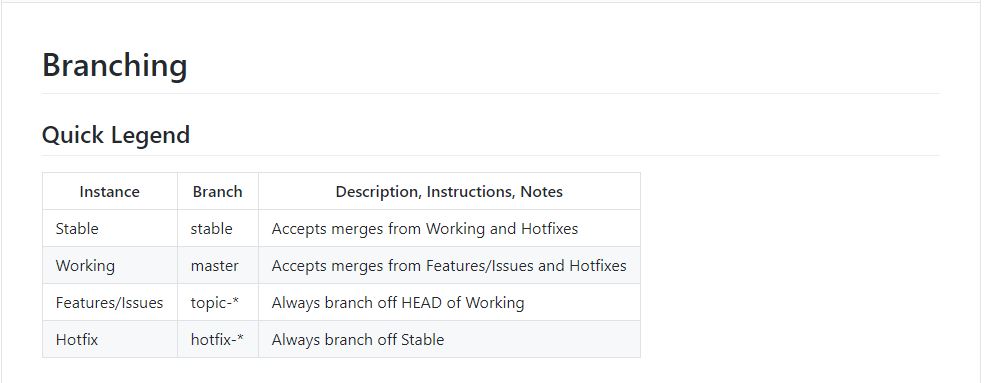 Branching
Quick Legend
Instance Branch Description, Instructions, Notes
Stable stable Accepts merges from Working and Hotfixes
Working master Accepts merges from Features/Issues and Hotfixes
Features/Issues topic-* Always branch off HEAD of Working
Hotfix hotfix-* Always branch off Stable